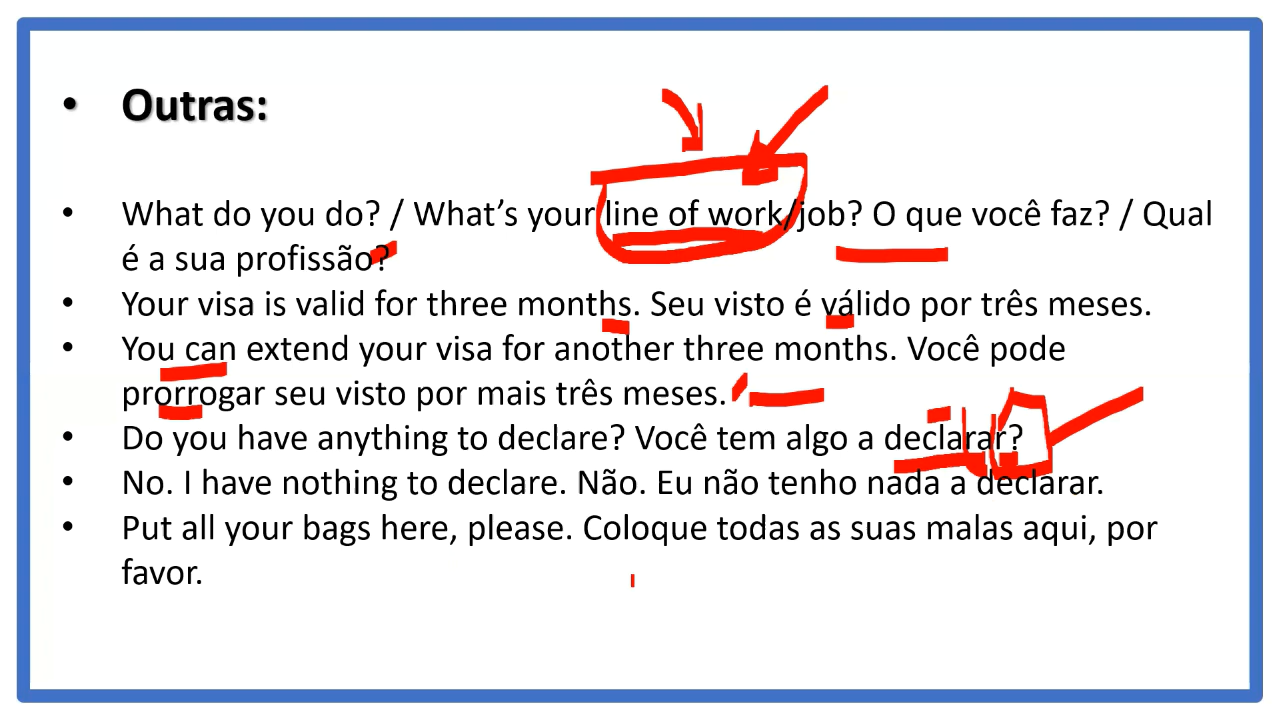 • Outras:
• What do you do? / What’s your line of work/job? O que você faz? / Qual
é a sua profissão?
• Your visa is valid for three months. Seu visto é válido por três meses.
• You can extend your visa for another three months. Você pode
prorrogar seu visto por mais três meses.
• Do you have anything to declare? Você tem algo a declarar?
• No. I have nothing to declare. Não. Eu não tenho nada a declarar.
• Put all your bags here, please. Coloque todas as suas malas aqui, por
favor.